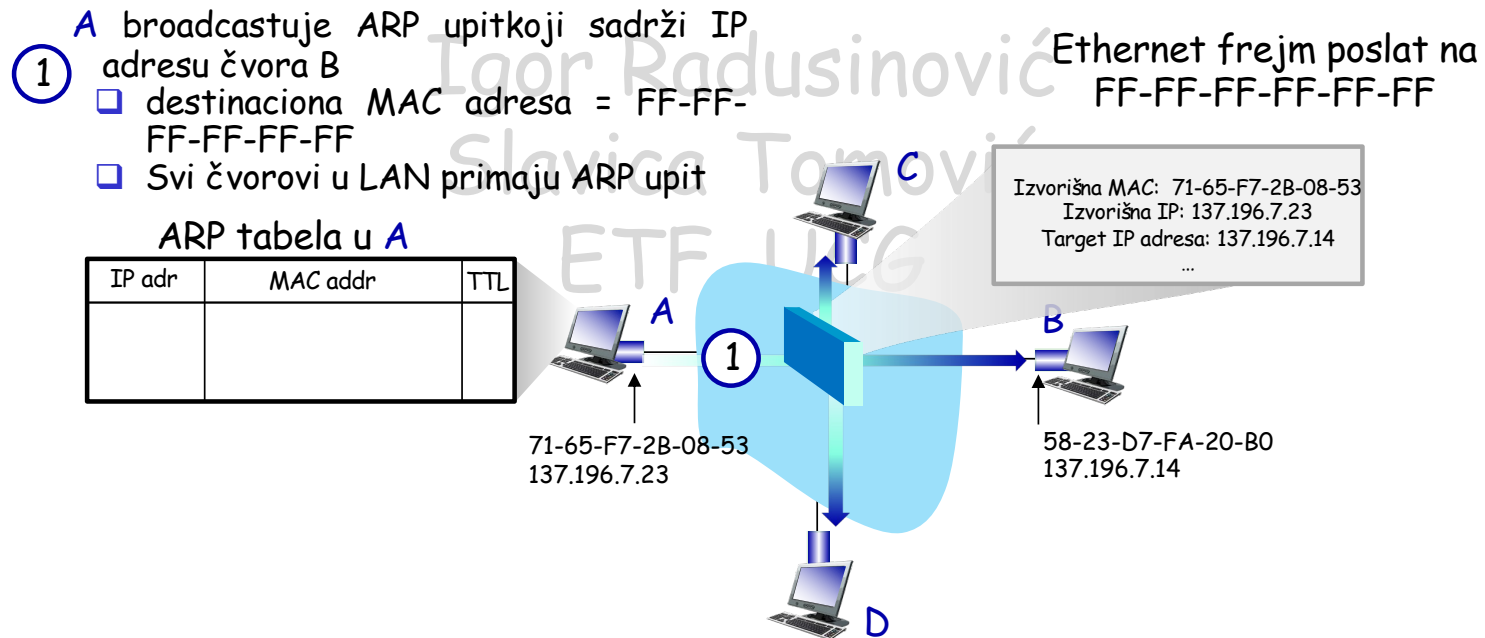 A broadcastuje ARP upitkoji sadrži IP
adresu čvora B
1
destinaciona MAC adresa = FF-FF-
FF-FF-FF-FF
Svi čvorovi u LAN primaju ARP upit
Igor Radusinović
Slavica Tomović
ETF UCG
Ethernet frejm poslat na
FF-FF-FF-FF-FF-FF
Izvorišna MAC: 71-65-F7-2B-08-53
Izvorišna IP: 137.196.7.23
Target IP adresa: 137.196.7.14
...
ARP tabela u A
IP adr MAC addr TTL
C
A
B
1
71-65-F7-2B-08-53
137.196.7.23
58-23-D7-FA-20-B0
137.196.7.14
D